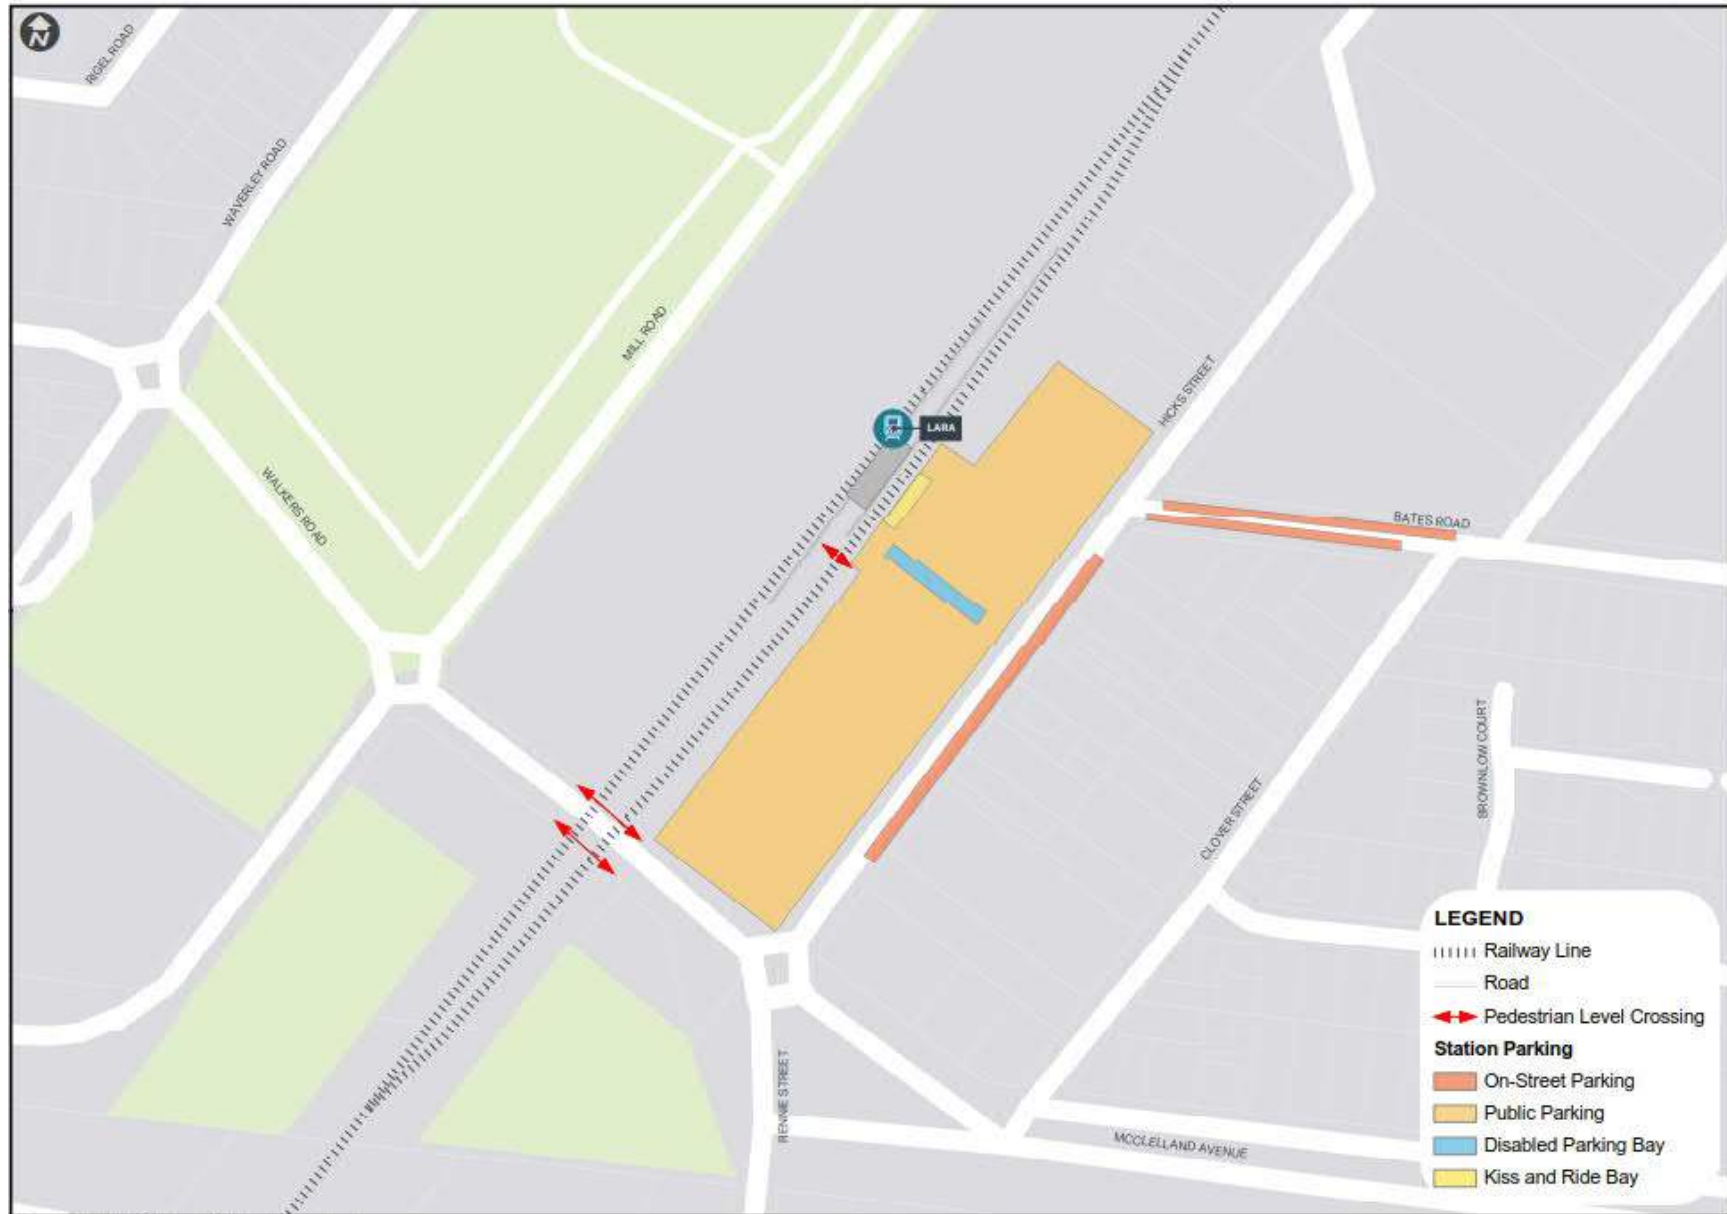 N
RIGEL ROAD
WAVERLEY ROAD
MILL ROAD
HICKS STREET
LARA
WALKERS ROAD
BATES ROAD
BROWNLOW COURT
CLOVER STREET
RENNIE STREET
MCCLELLAND AVENUE
LEGEND
Railway Line
Road
Pedestrian Level Crossing
Station Parking
On-Street Parking
Public Parking
Disabled Parking Bay
Kiss and Ride Bay